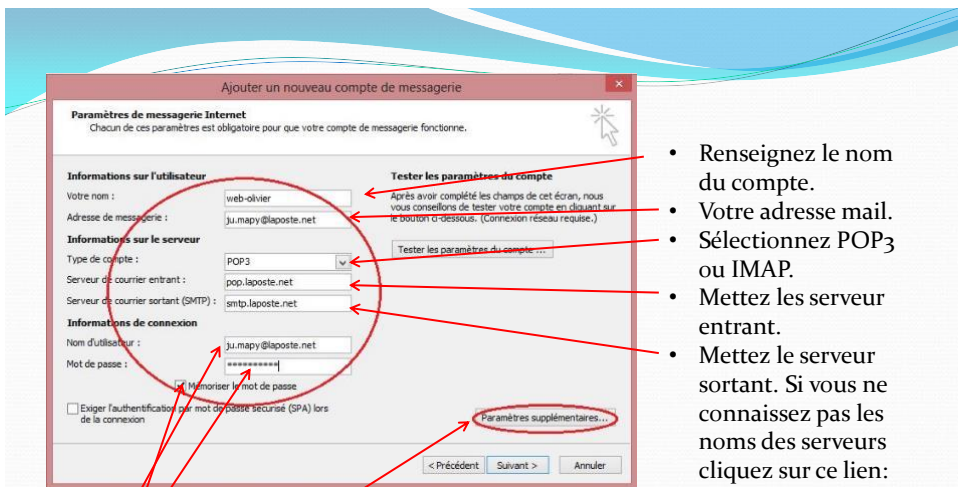 Ajouter un nouveau compte de messagerie
Paramètres de messagerie Internet
Chacun de ces paramètres est obligatoire pour que votre compte de messagerie fonctionne.
Informations sur l'utilisateur
Votre nom :
web-olivier
Adresse de messagerie :
ju.mapy@laposte.net
Informations sur le serveur
Type de compte :
POP3
Serveur de courrier entrant :
pop.laposte.net
Serveur de courrier sortant (SMTP) :
smtp.laposte.net
Informations de connexion
Nom d'utilisateur :
ju.mapy@laposte.net
Mot de passe :
**********
Mémoriser le mot de passe
Exiger l'authentification par mot de passe sécurisé (SPA) lors
de la connexion
Tester les paramètres du compte
Après avoir complété les champs de cet écran, nous
vous conseillons de tester votre compte en cliquant sur
le bouton ci-dessous. (Connexion réseau requise.)
Tester les paramètres du compte ...
Paramètres supplémentaires...
< Précédent
Suivant >
Annuler
• Renseignez le nom
du compte.
• Votre adresse mail.
• Sélectionnez POP3
ou IMAP.
• Mettez les serveur
entrant.
• Mettez le serveur
sortant. Si vous ne
connaissez pas les
noms des serveurs
cliquez sur ce lien: